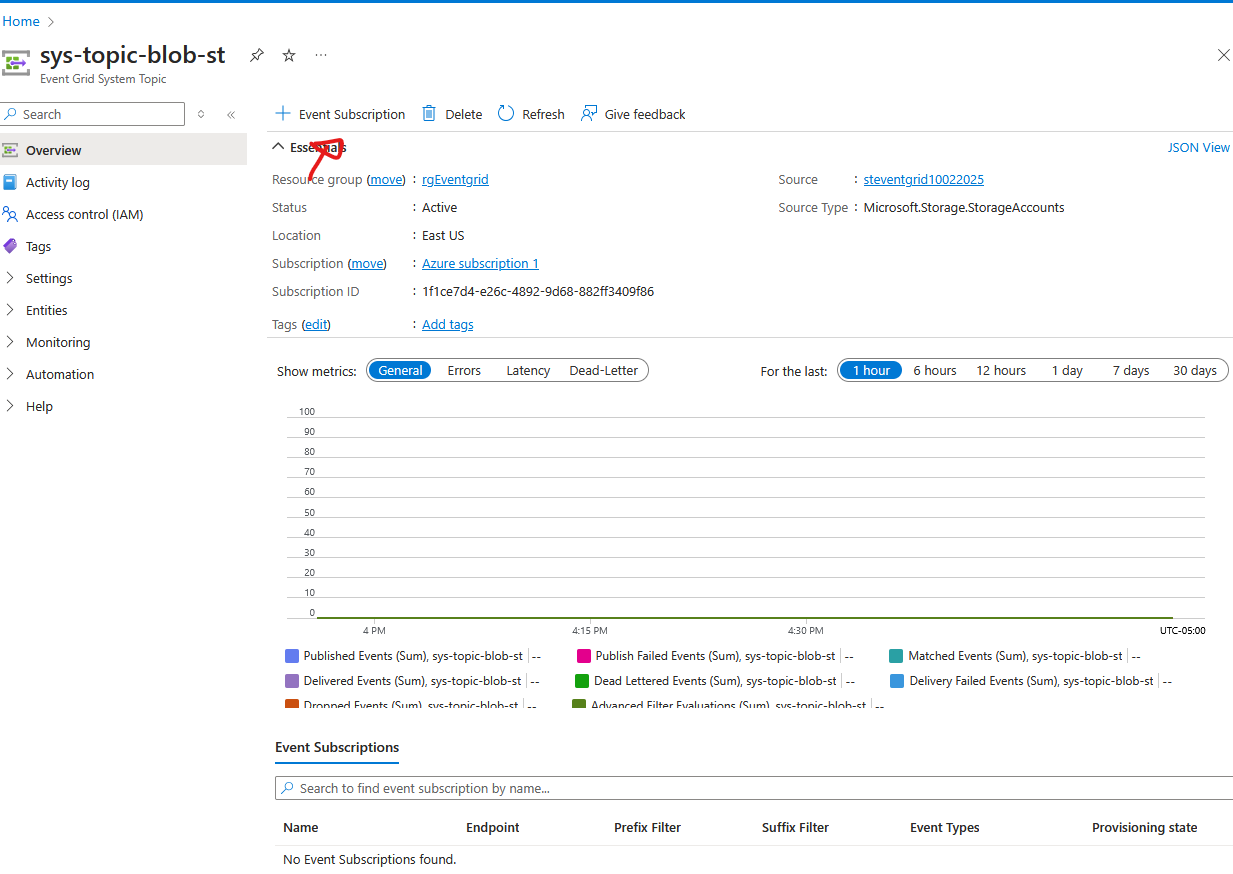 Home
sys-topic-blob-st
Event Grid System Topic
Search
Event Subscription Delete Refresh Give feedback
Overview
Activity log
Access control (IAM)
Tags
Settings
Entities
Monitoring
Automation
Help
Essentials JSON View
Resource group (move) : rgEventgrid
Status : Active
Location : East US
Subscription (move) : Azure subscription 1
Subscription ID : 1f1ce7d4-e26c-4892-9d68-882ff3409f86
Tags (edit) : Add tags
Source : steventgrid10022025
Source Type : Microsoft.Storage.StorageAccounts
Show metrics: General Errors Latency Dead-Letter
For the last: 1 hour 6 hours 12 hours 1 day 7 days 30 days
100
90
80
70
60
50
40
30
20
10
0
4 PM 4:15 PM 4:30 PM UTC-05:00
Published Events (Sum), sys-topic-blob-st | -- Publish Failed Events (Sum), sys-topic-blob-st | -- Matched Events (Sum), sys-topic-blob-st | --
Delivered Events (Sum), sys-topic-blob-st | -- Dead Lettered Events (Sum), sys-topic-blob-st | -- Delivery Failed Events (Sum), sys-topic-blob-st | --
Dropped Events (Sum), sys-topic-blob-st | -- Advanced Filter Evaluations (Sum), sys-topic-blob-st | --
Event Subscriptions
Search to find event subscription by name...
Name Endpoint Prefix Filter Suffix Filter Event Types Provisioning state
No Event Subscriptions found.